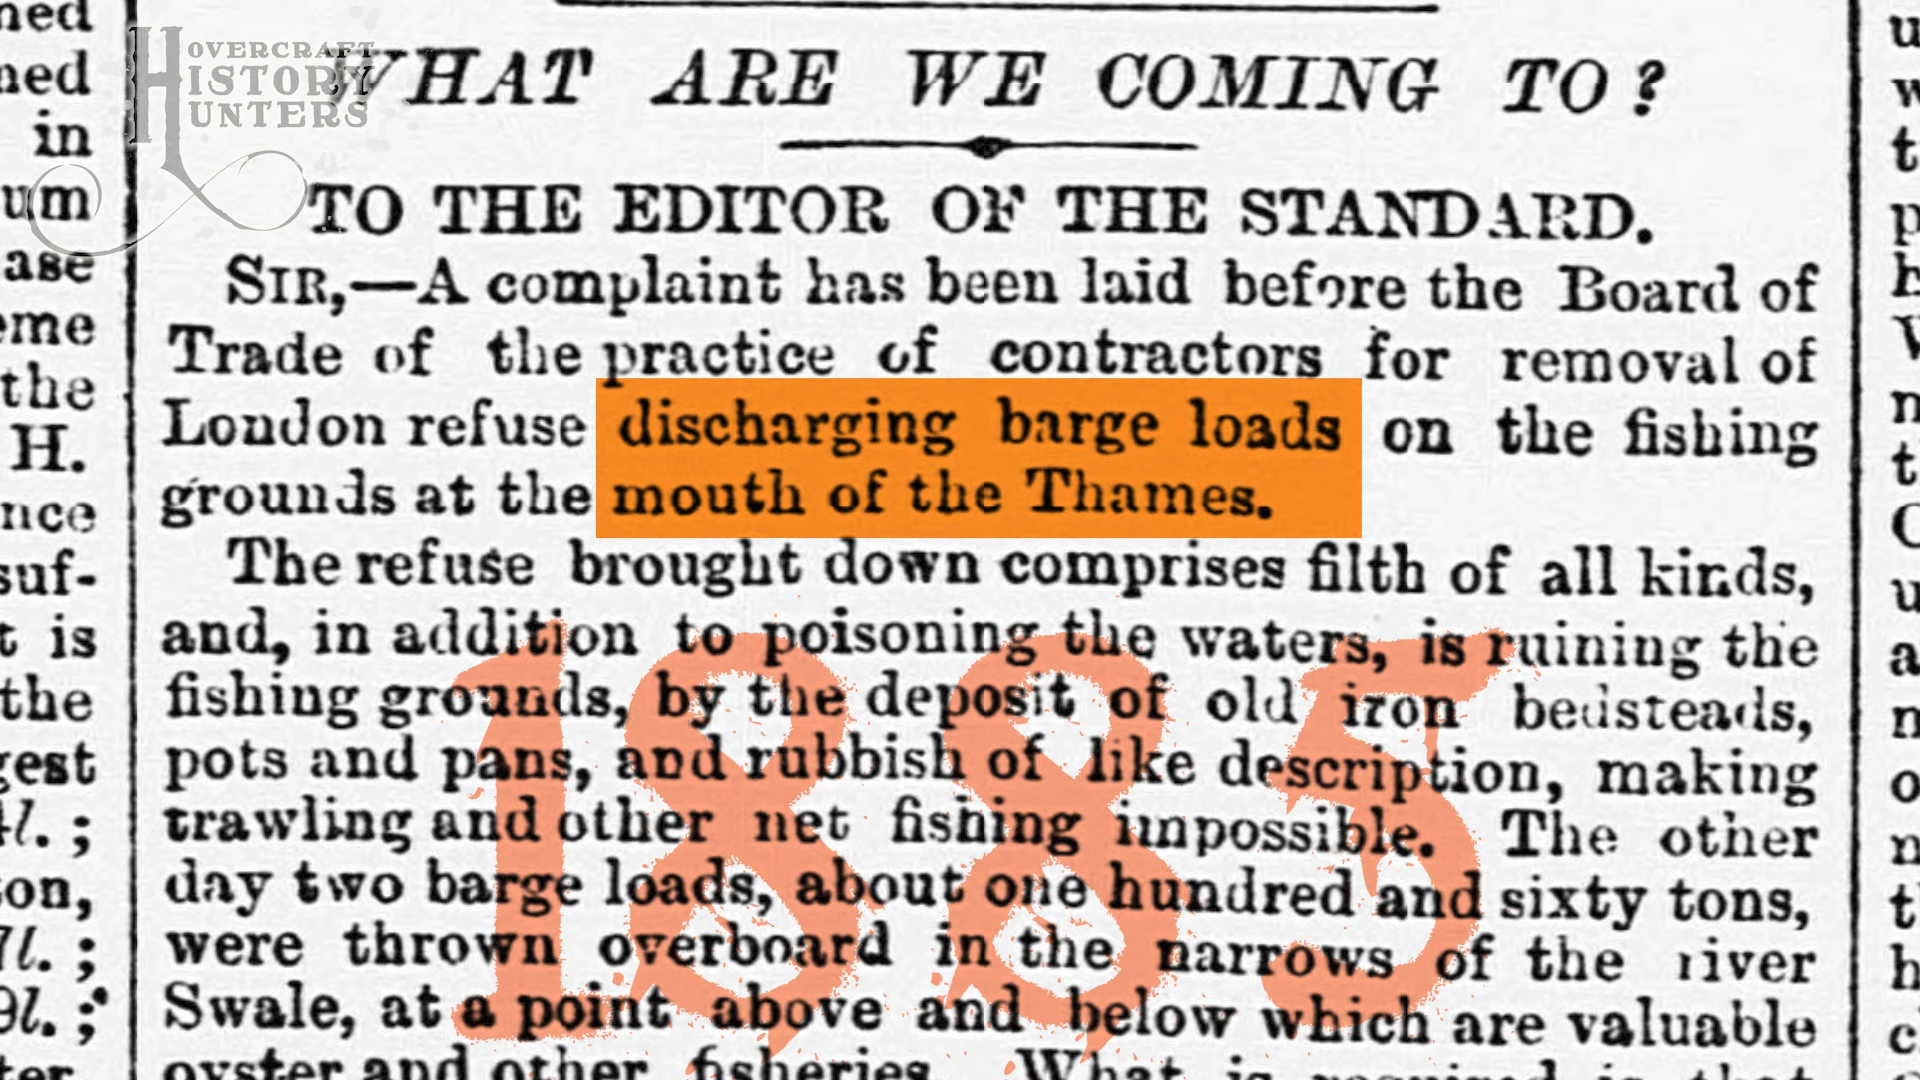 HOVERCRAFT
HISTORY
HUNTERS
WHAT ARE WE COMING TO?
TO THE EDITOR OF THE STANDARD.
SIR,—A complaint has been laid before the Board of
Trade of the practice of contractors for removal of
London refuse discharging barge loads on the fishing
grounds at the mouth of the Thames.
The refuse brought down comprises filth of all kinds,
and, in addition to poisoning the waters, is ruining the
fishing grounds, by the deposit of old iron bedsteads,
pots and pans, and rubbish of like description, making
trawling and other net fishing impossible. The other
day two barge loads, about one hundred and sixty tons,
were thrown overboard in the narrows of the river
Swale, at a point above and below which are valuable
oyster and other fisheries. What is required is that
1885
in
the
H.
is
the